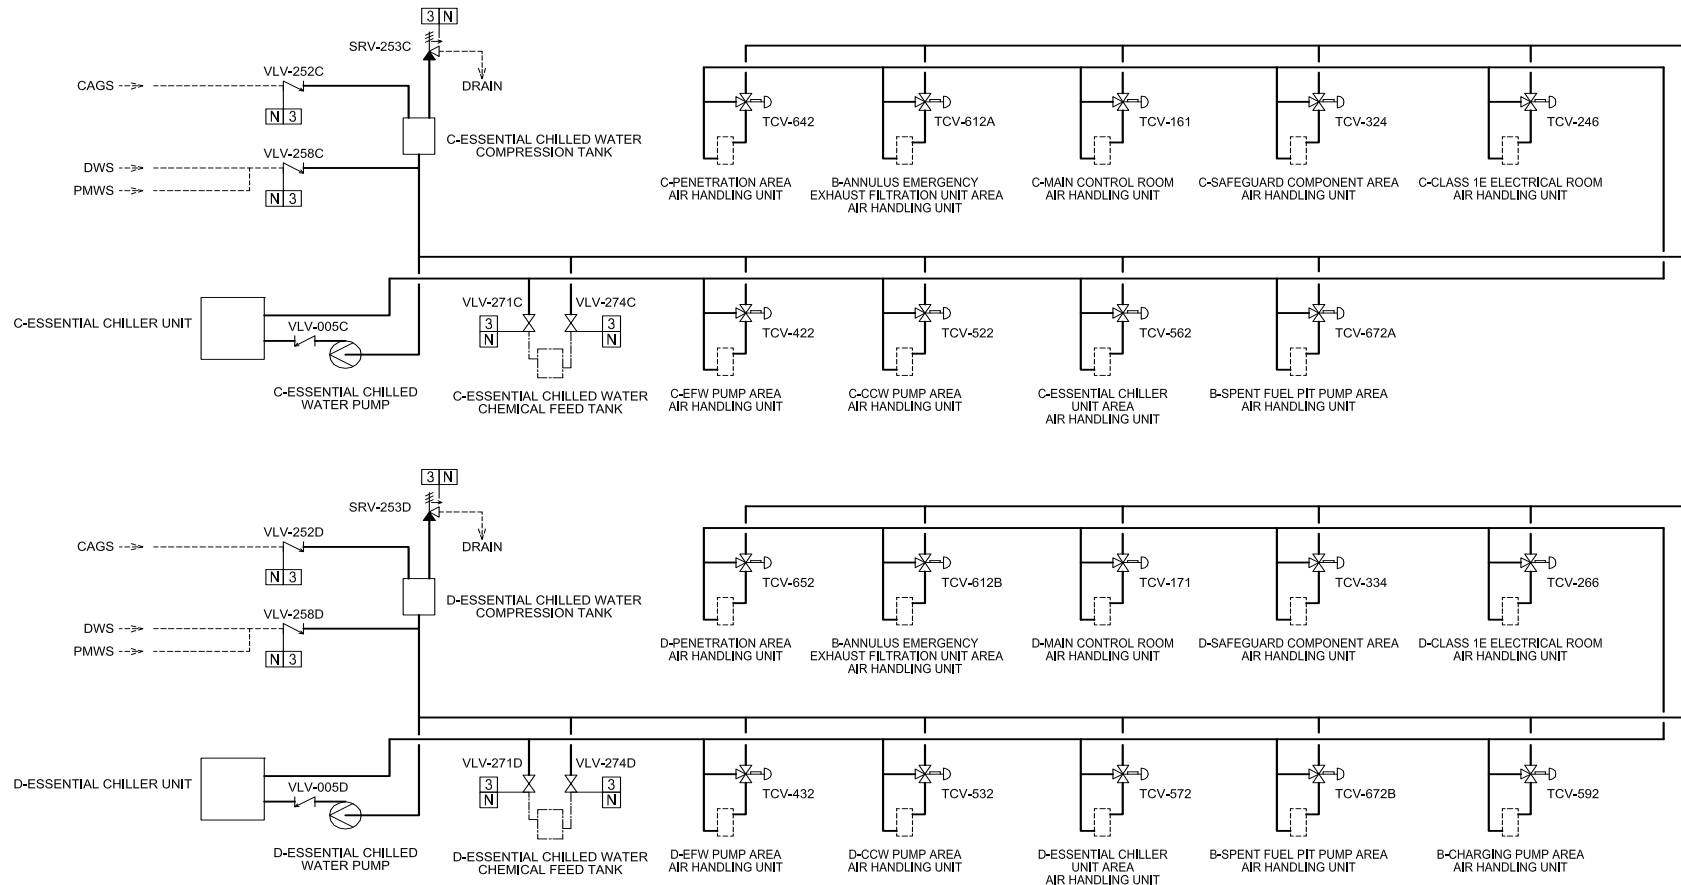 3 N
SRV-253C
VLV-252C
CAGS
DRAIN
N 3
C-ESSENTIAL CHILLED WATER
COMPRESSION TANK
VLV-258C
DWS
PMWS
N 3
TCV-642
TCV-612A
TCV-161
TCV-324
TCV-246
C-PENETRATION AREA
AIR HANDLING UNIT
B-ANNULUS EMERGENCY
EXHAUST FILTRATION UNIT AREA
AIR HANDLING UNIT
C-MAIN CONTROL ROOM
AIR HANDLING UNIT
C-SAFEGUARD COMPONENT AREA
AIR HANDLING UNIT
C-CLASS 1E ELECTRICAL ROOM
AIR HANDLING UNIT
C-ESSENTIAL CHILLER UNIT
VLV-005C
C-ESSENTIAL CHILLED
WATER PUMP
VLV-271C
VLV-274C
3
N
3
N
C-ESSENTIAL CHILLED WATER
CHEMICAL FEED TANK
TCV-422
TCV-522
TCV-562
TCV-672A
C-EFW PUMP AREA
AIR HANDLING UNIT
C-CCW PUMP AREA
AIR HANDLING UNIT
C-ESSENTIAL CHILLER
UNIT AREA
AIR HANDLING UNIT
B-SPENT FUEL PIT PUMP AREA
AIR HANDLING UNIT
3 N
SRV-253D
VLV-252D
CAGS
DRAIN
N 3
D-ESSENTIAL CHILLED WATER
COMPRESSION TANK
VLV-258D
DWS
PMWS
N 3
TCV-652
TCV-612B
TCV-171
TCV-334
TCV-266
D-PENETRATION AREA
AIR HANDLING UNIT
B-ANNULUS EMERGENCY
EXHAUST FILTRATION UNIT AREA
AIR HANDLING UNIT
D-MAIN CONTROL ROOM
AIR HANDLING UNIT
D-SAFEGUARD COMPONENT AREA
AIR HANDLING UNIT
D-CLASS 1E ELECTRICAL ROOM
AIR HANDLING UNIT
D-ESSENTIAL CHILLER UNIT
VLV-005D
D-ESSENTIAL CHILLED
WATER PUMP
VLV-271D
VLV-274D
3
N
3
N
D-ESSENTIAL CHILLED WATER
CHEMICAL FEED TANK
TCV-432
TCV-532
TCV-572
TCV-672B
TCV-592
D-EFW PUMP AREA
AIR HANDLING UNIT
D-CCW PUMP AREA
AIR HANDLING UNIT
D-ESSENTIAL CHILLER
UNIT AREA
AIR HANDLING UNIT
B-SPENT FUEL PIT PUMP AREA
AIR HANDLING UNIT
B-CHARGING PUMP AREA
AIR HANDLING UNIT